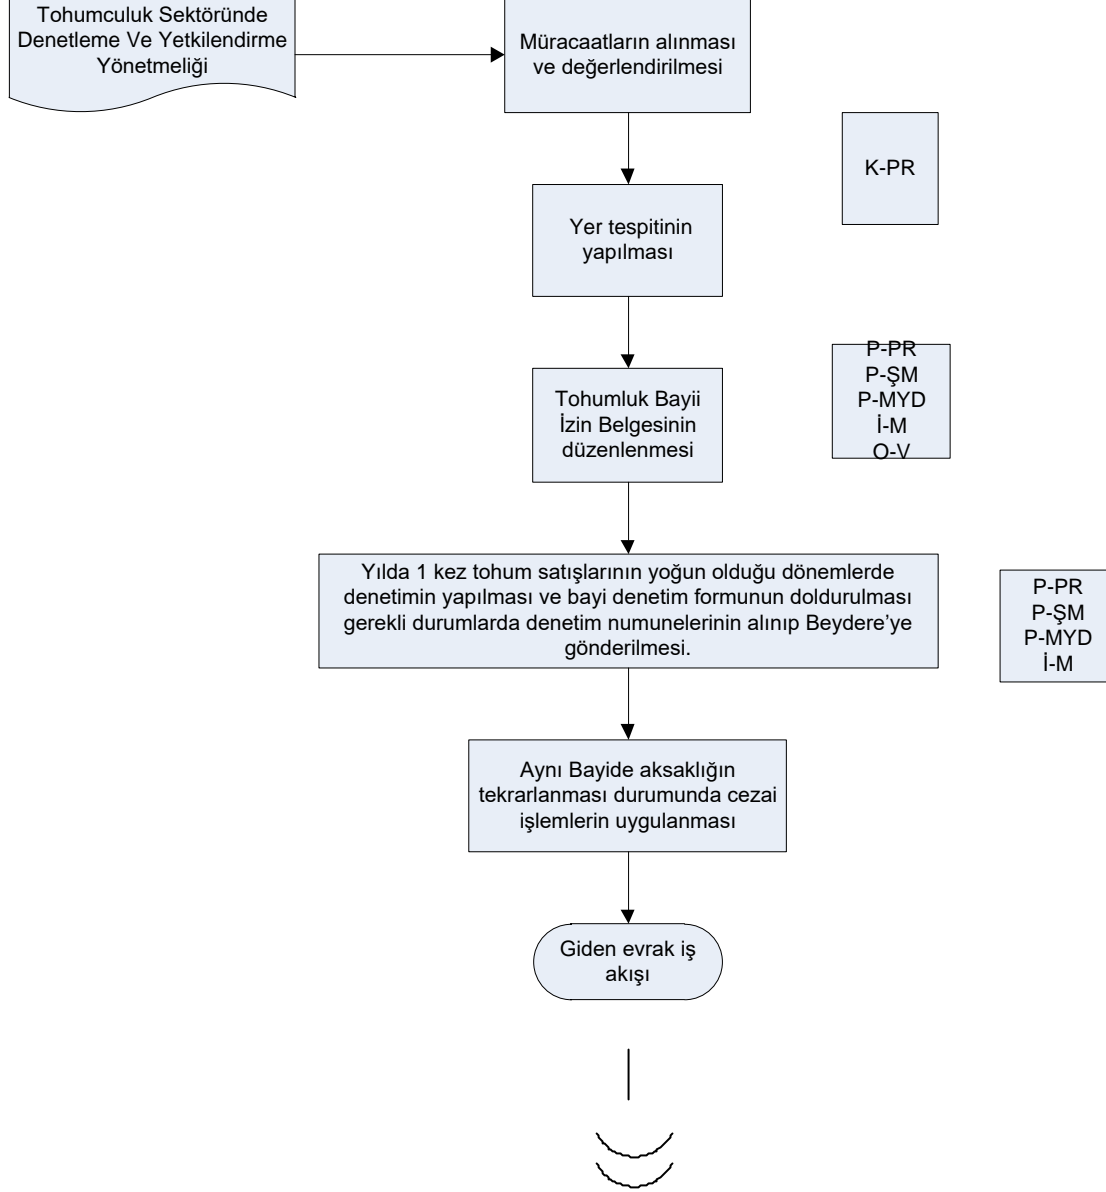 Tohumculuk Sektöründe
Denetleme Ve Yetkilendirme
Yönetmeliği
Müracaatların alınması
ve değerlendirilmesi
K-PR
Yer tespitinin
yapılması
P-PR
P-ŞM
P-MYD
İ-M
O-V
Tohumluk Bayii
İzin Belgesinin
düzenlenmesi
Yılda 1 kez tohum satışlarının yoğun olduğu dönemlerde
denetimin yapılması ve bayi denetim formunun doldurulması
gerekli durumlarda denetim numunelerinin alınıp Beydere’ye
gönderilmesi.
P-PR
P-ŞM
P-MYD
İ-M
Aynı Bayide aksaklığın
tekrarlanması durumunda cezai
işlemlerin uygulanması
Giden evrak iş
akışı